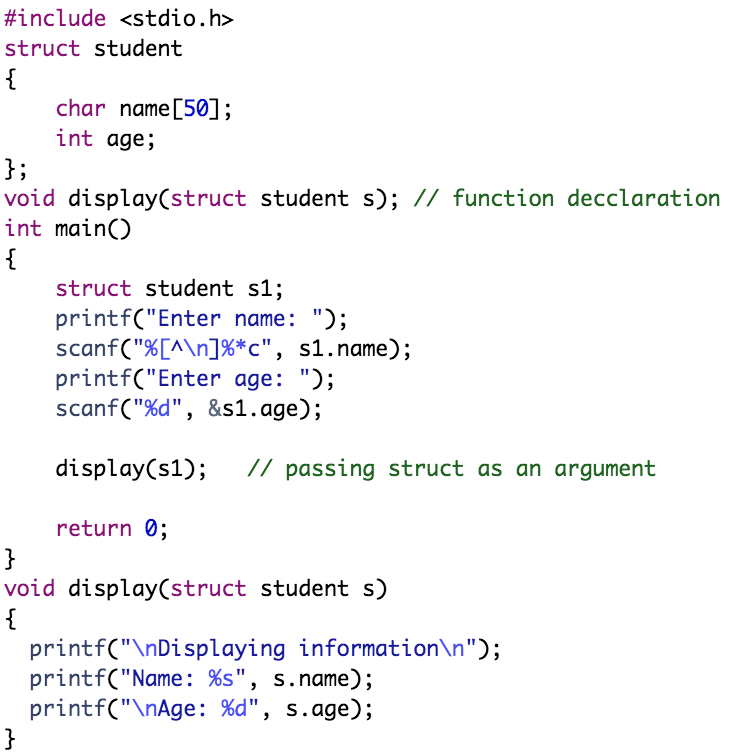 #include <stdio.h>
struct student
{
    char name[50];
    int age;
};
void display(struct student s); // function decclaration
int main()
{
    struct student s1;
    printf("Enter name: ");
    scanf("%[^\n]%*c", s1.name);
    printf("Enter age: ");
    scanf("%d", &s1.age);

    display(s1);   // passing struct as an argument

    return 0;
}
void display(struct student s)
{
  printf("\nDisplaying information\n");
  printf("Name: %s", s.name);
  printf("\nAge: %d", s.age);
}